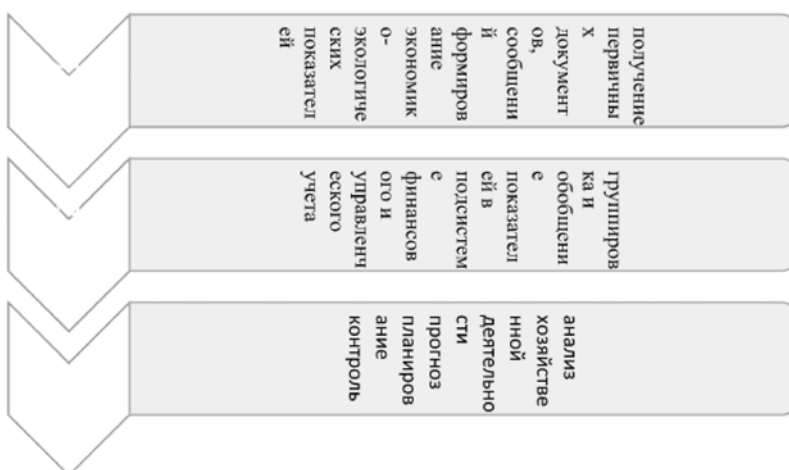 получение
первичны
х
документ
ов,
сообщени
й
формиров
ание
экономик
о-
экологиче
ских
показател
ей
группиров
ка и
обобщени
е
показател
ей в
подсистем
е
финансов
ого и
управленч
еского
учета
анализ
хозяйстве
нной
деятельно
сти
прогноз
планиров
ание
контроль